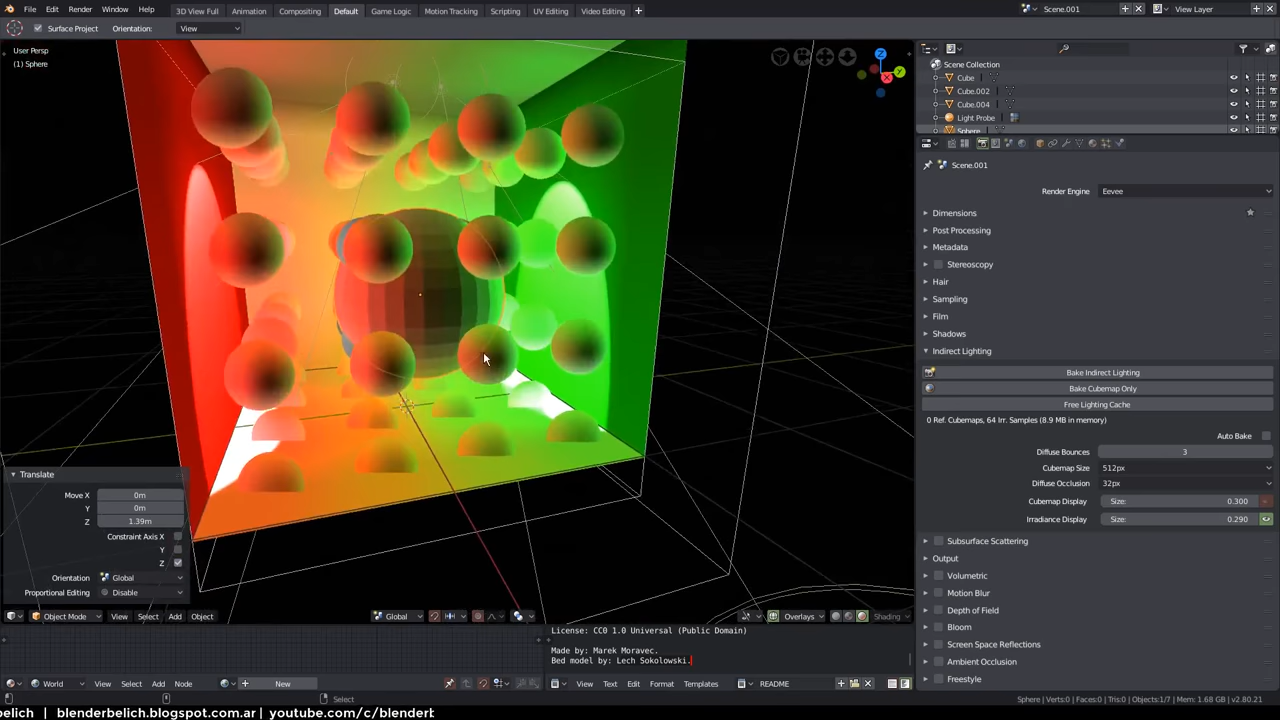 File Edit Render Window Help
3D View Full Animation Compositing Default Game Logic Motion Tracking Scripting UV Editing Video Editing
Scene.001
View Layer
Surface Project Orientation: View
User Persp
(1) Sphere
Z
Y
X
Scene Collection
Cube
Cube.002
Cube.004
Light Probe
Sphere
Scene.001
Render Engine Eevee
Dimensions
Post Processing
Metadata
Stereoscopy
Hair
Sampling
Film
Shadows
Indirect Lighting
Bake Indirect Lighting
Bake Cubemap Only
Free Lighting Cache
0 Ref. Cubemaps, 64 Irr. Samples (8.9 MB in memory)
Auto Bake
Diffuse Bounces 3
Cubemap Size 512px
Diffuse Occlusion 32px
Cubemap Display Size: 0.300
Irradiance Display Size: 0.290
Subsurface Scattering
Output
Volumetric
Motion Blur
Depth of Field
Bloom
Screen Space Reflections
Ambient Occlusion
Freestyle
Translate
Move X 0m
Y 0m
Z 1.39m
Constraint Axis X
Y
Z
Orientation Global
Proportional Editing Disable
Object Mode View Select Add Object
Global
Overlays
Shading
License: CC0 1.0 Universal (Public Domain)
Made by: Marek Moravec.
Bed model by: Lech Sokolowski.
World View Select Add Node New
View Text Edit Format Templates README
Select
Sphere | Verts:0 | Faces:0 | Tris:0 | Objects:1/7 | Mem: 1.68 GB | v2.80.21
elich | blenderbelich.blogspot.com.ar | youtube.com/c/blenderb